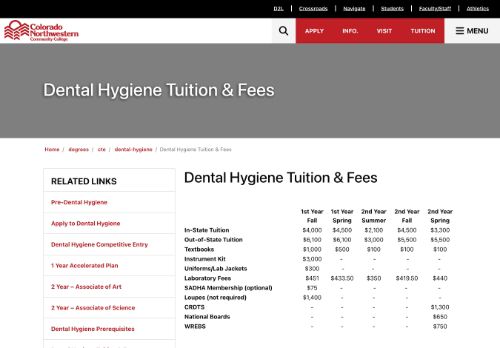 D2L | Crossroads | Navigate | Students | Faculty/Staff | Athletics
Colorado
Northwestern
Community College
APPLY INFO. VISIT TUITION MENU
Dental Hygiene Tuition & Fees
Home / degrees / cte / dental-hygiene / Dental Hygiene Tuition & Fees
RELATED LINKS
Pre-Dental Hygiene
Apply to Dental Hygiene
Dental Hygiene Competitive Entry
1 Year Accelerated Plan
2 Year – Associate of Art
2 Year – Associate of Science
Dental Hygiene Prerequisites
Dental Hygiene Tuition & Fees
1st Year 1st Year 2nd Year 2nd Year 2nd Year
Fall Spring Summer Fall Spring
In-State Tuition $4,000 $4,500 $2,100 $4,500 $3,300
Out-of-State Tuition $6,100 $6,100 $3,000 $5,500 $5,500
Textbooks $1,000 $500 $100 $100 $100
Instrument Kit $3,000 - - - -
Uniforms/Lab Jackets $300 - - - -
Laboratory Fees $451 $433.50 $350 $419.50 $440
SADHA Membership (optional) $75 - - - -
Loupes (not required) $1,400 - - - -
CRDTS - - - - $1,300
National Boards - - - - $650
WREBS - - - - $750